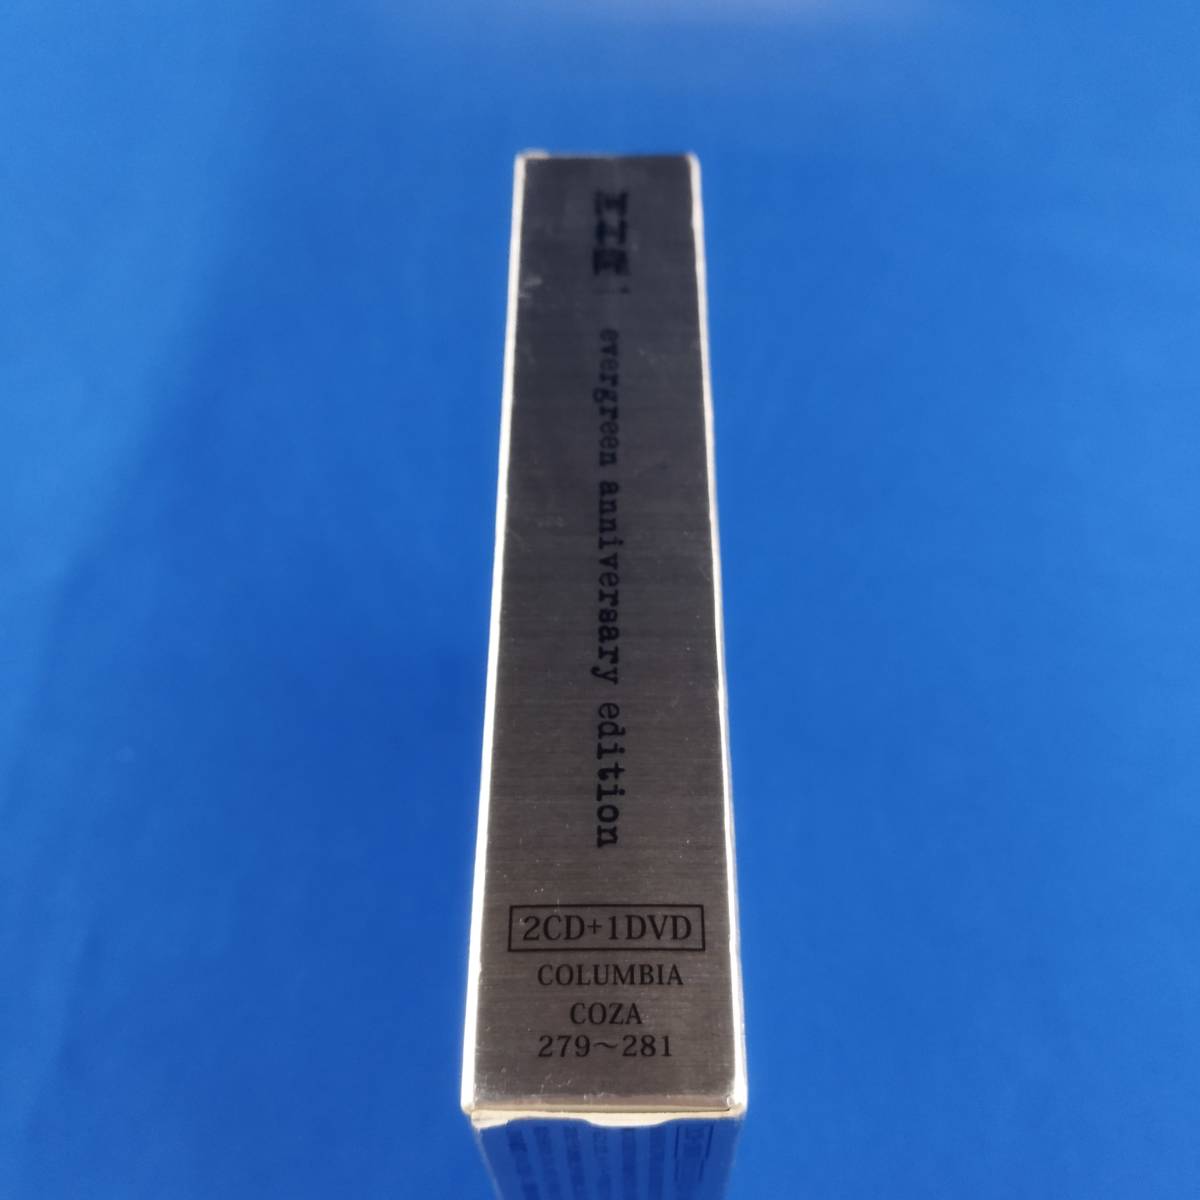 evergreen anniversary edition
2CD+1DVD
COLUMBIA
COZA
279～281